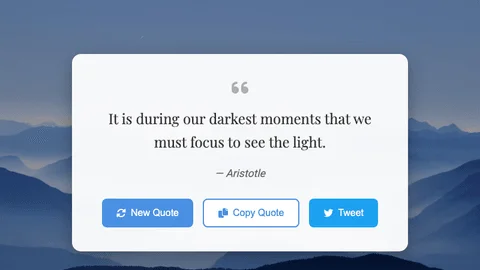 It is during our darkest moments that we
must focus to see the light.
— Aristotle
New Quote
Copy Quote
Tweet